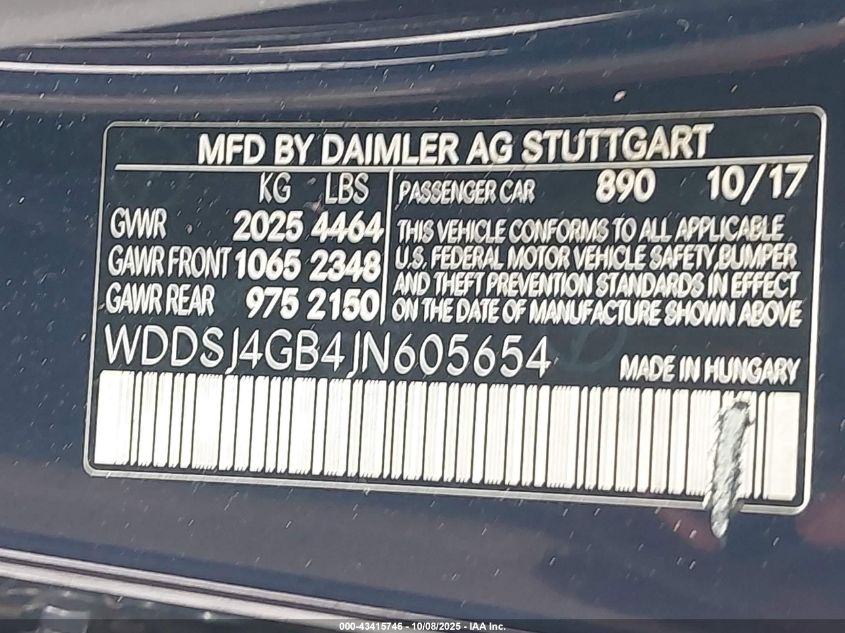 MFD BY DAIMLER AG STUTTGART
KG LBS
GVWR 2025 4464
GAWR FRONT 1065 2348
GAWR REAR 975 2150
PASSENGER CAR 890 10/17
THIS VEHICLE CONFORMS TO ALL APPLICABLE
U.S. FEDERAL MOTOR VEHICLE SAFETY,BUMPER
AND THEFT PREVENTION STANDARDS IN EFFECT
ON THE DATE OF MANUFACTURE SHOWN ABOVE
WDDSJ4GB4JN605654
MADE IN HUNGARY
000-43415746 - 10/08/2025 - IAA Inc.